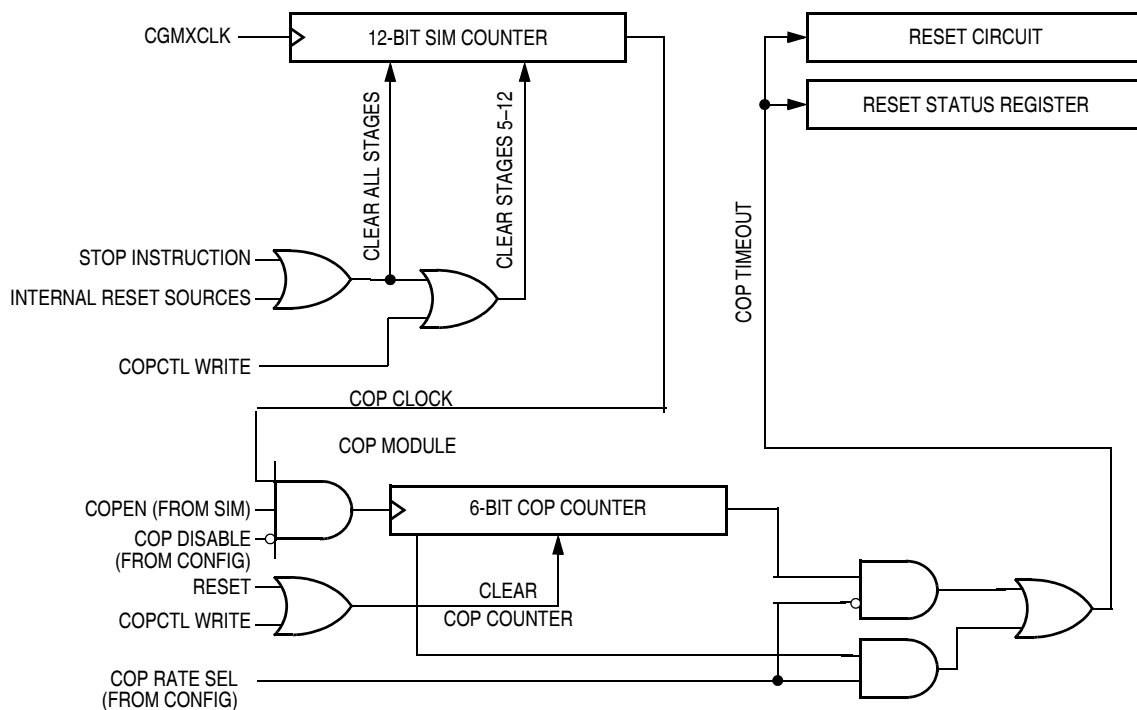 CGMXCLK
12-BIT SIM COUNTER
RESET CIRCUIT
RESET STATUS REGISTER
CLEAR ALL STAGES
CLEAR STAGES 5–12
COP TIMEOUT
STOP INSTRUCTION
INTERNAL RESET SOURCES
COPCTL WRITE
COP CLOCK
COP MODULE
COPEN (FROM SIM)
6-BIT COP COUNTER
COP DISABLE
(FROM CONFIG)
RESET
CLEAR
COPCTL WRITE
COP COUNTER
COP RATE SEL
(FROM CONFIG)